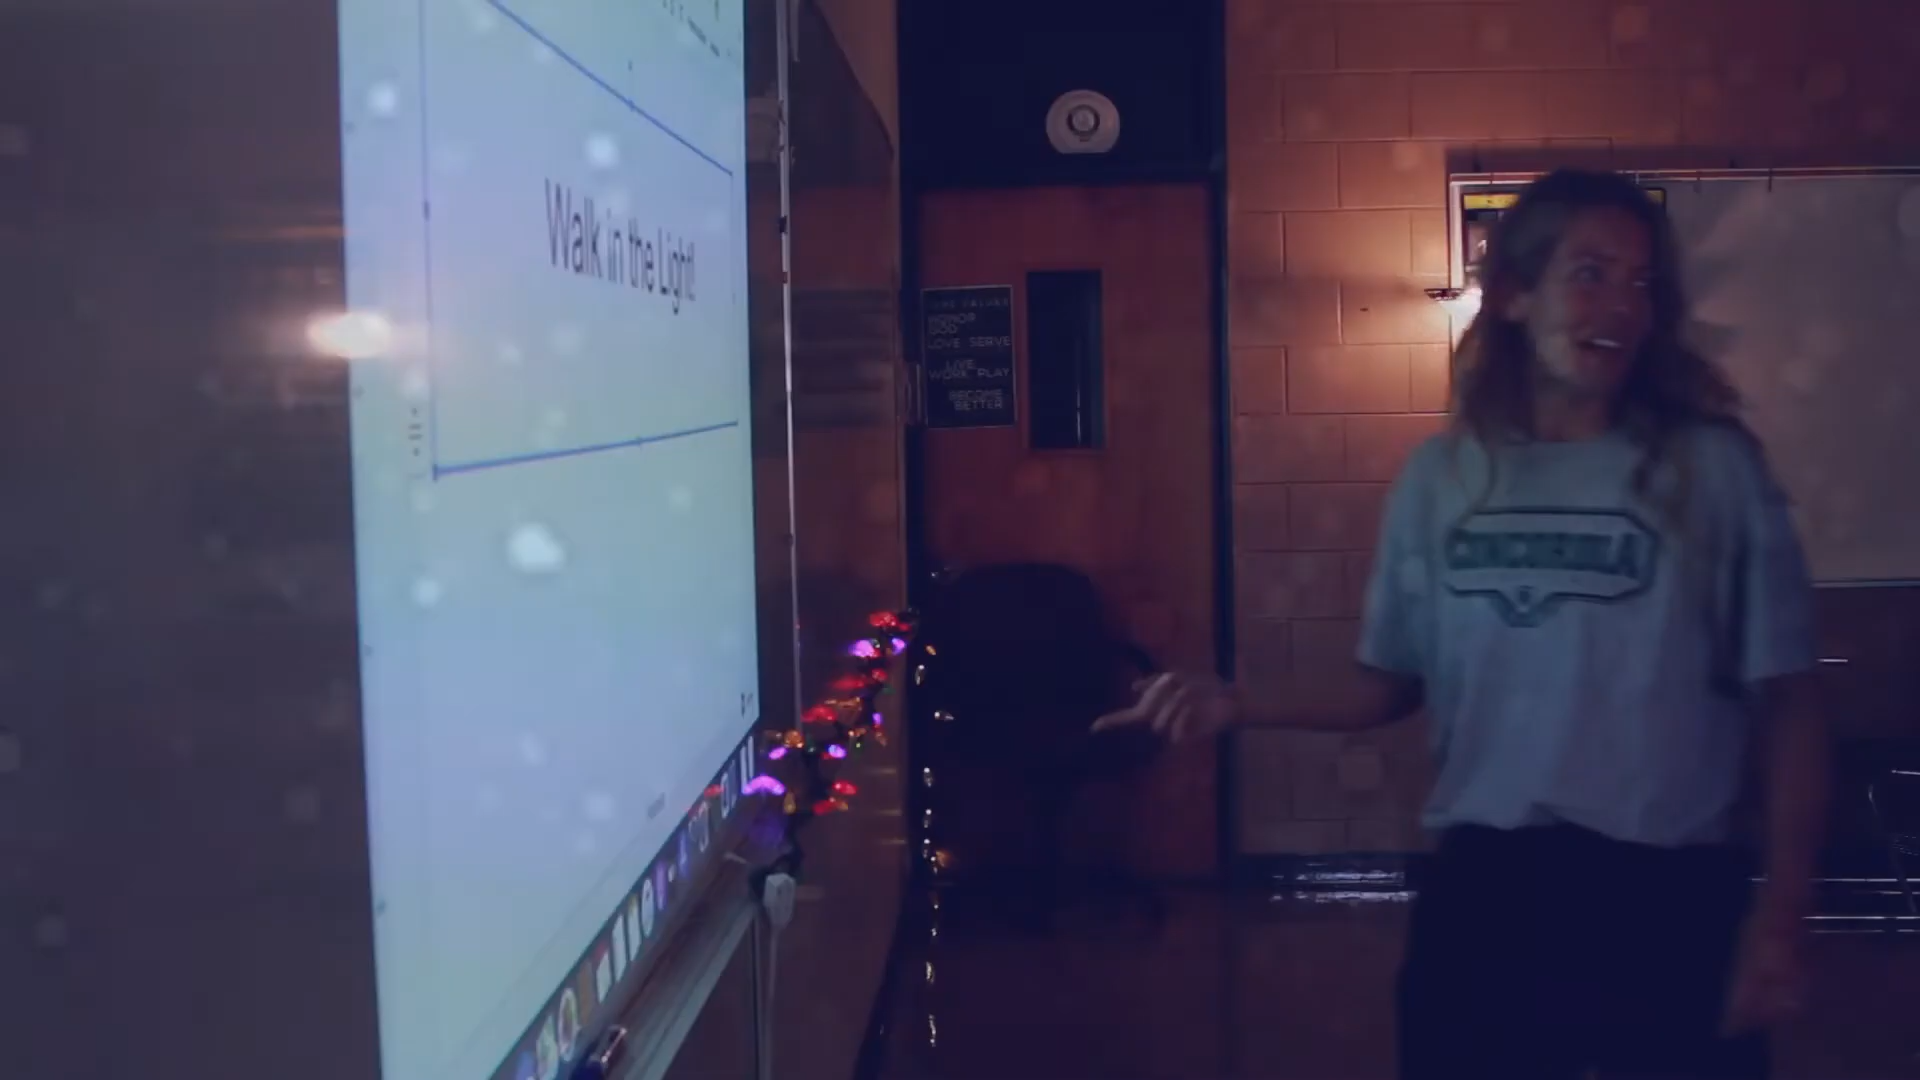 Walk in the Light!
CORE VALUES
HONOR
GOD
LOVE SERVE
LIVE
WORK PLAY
BECOME
BETTER